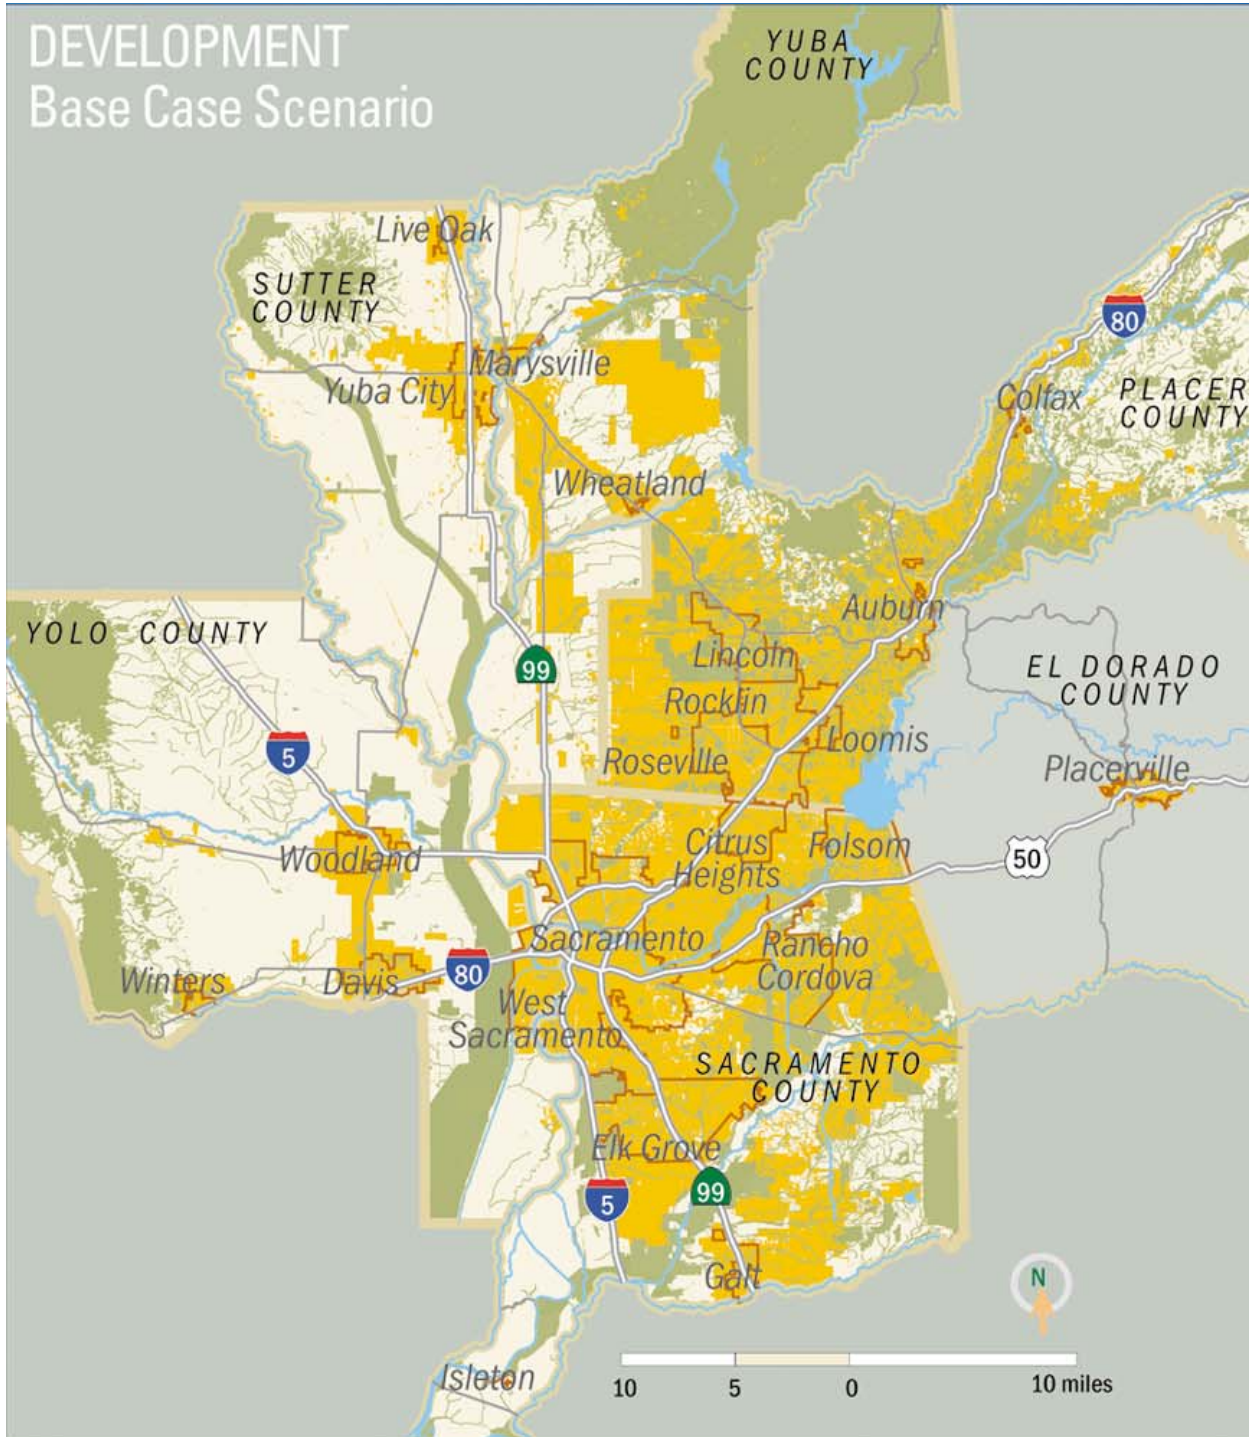 DEVELOPMENT
Base Case Scenario
YUBA
COUNTY
Live Oak
SUTTER
COUNTY
80
Marysville
Yuba City
Colfax
PLACER
COUNTY
Wheatland
Auburn
YOLO COUNTY
Lincoln
EL DORADO
COUNTY
99
Rocklin
5
Loomis
Roseville
Placerville
Citrus
Heights
Folsom
Woodland
50
Sacramento
Rancho
Cordova
Winters
Davis
80
West
Sacramento
SACRAMENTO
COUNTY
Elk Grove
5
99
Galt
N
Isleton
10 5 0 10 miles